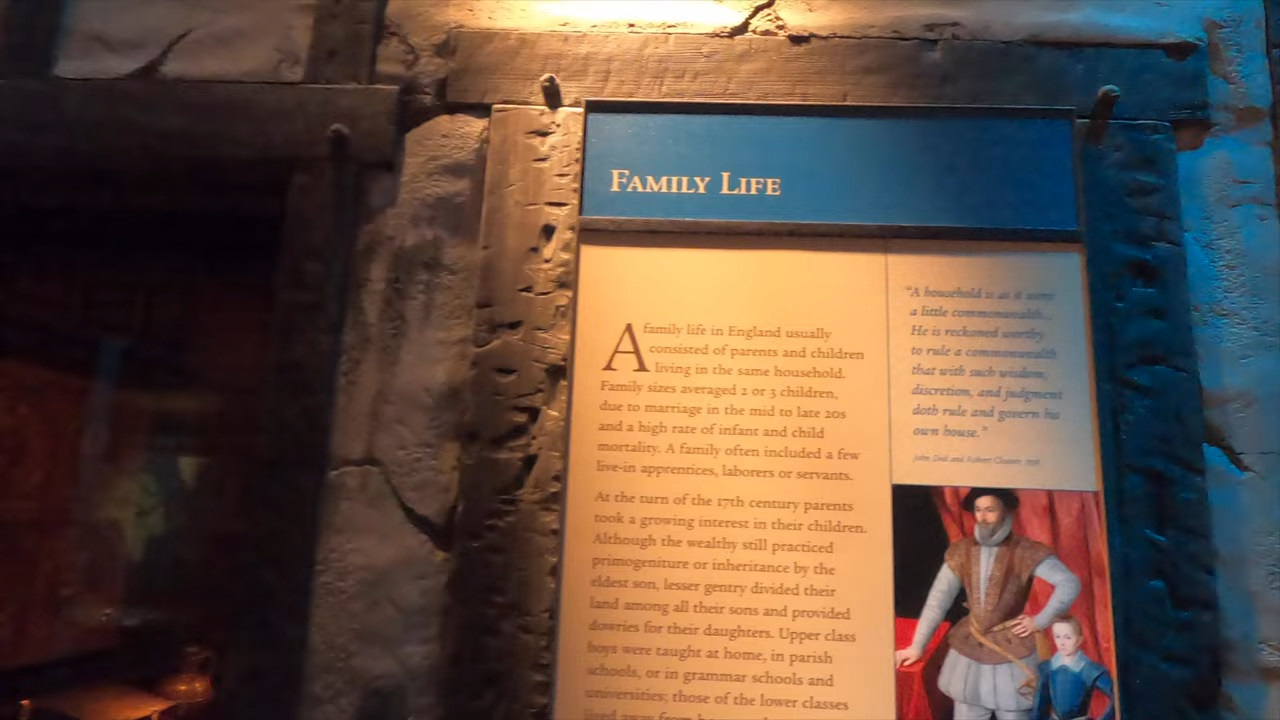 FAMILY LIFE
A family life in England usually
consisted of parents and children
living in the same household.
Family sizes averaged 2 or 3 children,
due to marriage in the mid to late 20s
and a high rate of infant and child
mortality. A family often included a few
live-in apprentices, laborers or servants.
At the turn of the 17th century parents
took a growing interest in their children.
Although the wealthy still practiced
primogeniture or inheritance by the
eldest son, lesser gentry divided their
land among all their sons and provided
dowries for their daughters. Upper class
boys were taught at home, in parish
schools, or in grammar schools and
universities; those of the lower classes
lived away from
"A household is as it were
a little commonwealth...
He is reckoned worthy
to rule a commonwealth
that with such wisdom,
discretion, and judgment
doth rule and govern his
own house."
John Dod and Robert